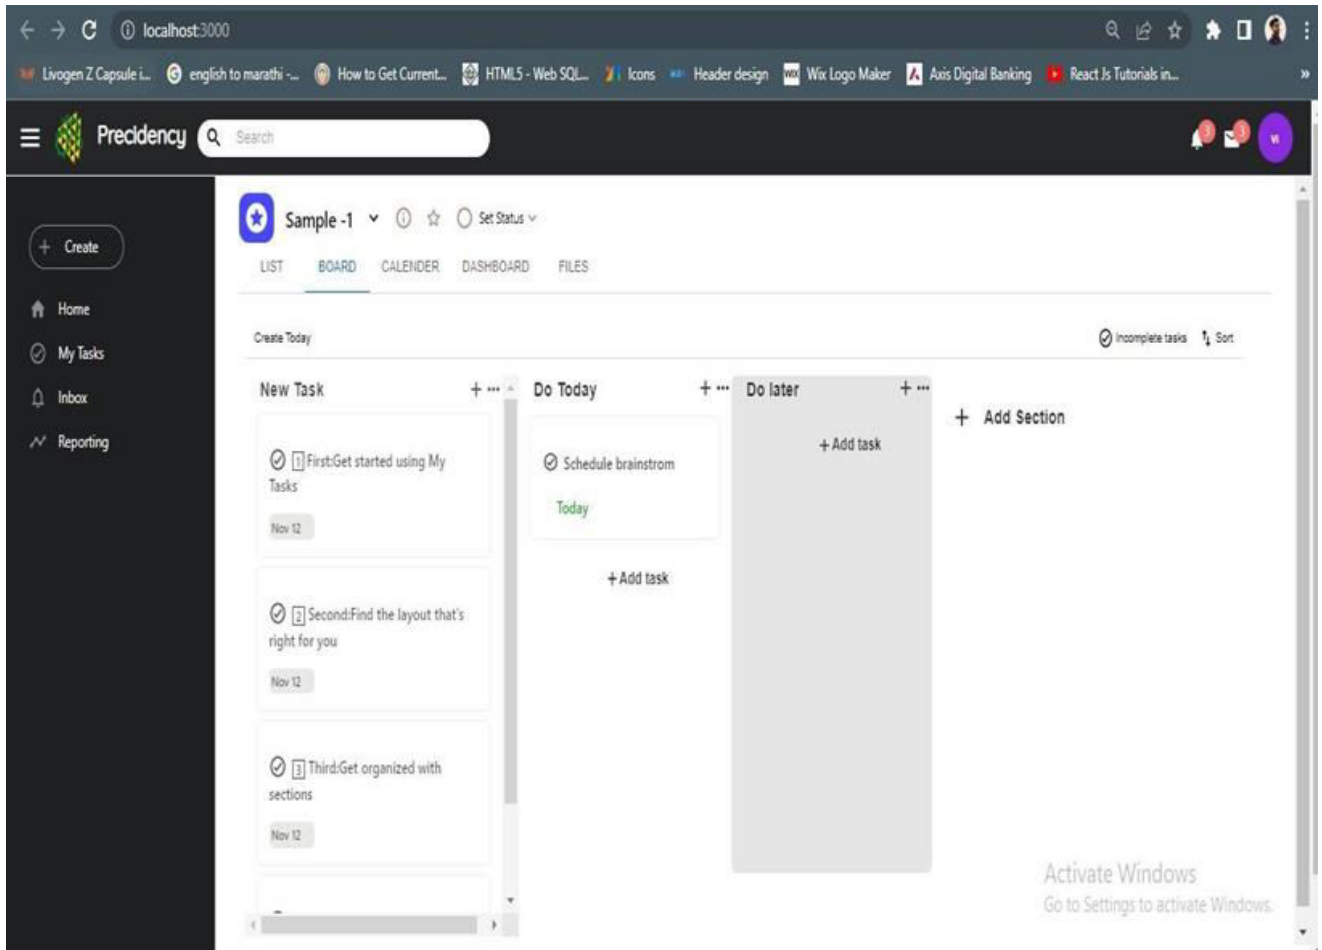 localhost:3000
Livogen Z Capsule i... english to marathi -... How to Get Current... HTML5 - Web SQL... Icons Header design Wix Logo Maker Axis Digital Banking React Js Tutorials in... »
Precidency Search 3 3 VI
Sample -1 Set Status
+ Create
LIST BOARD CALENDER DASHBOARD FILES
Home
My Tasks
Inbox
Reporting
Create Today Incomplete tasks Sort
New Task + ... Do Today + ... Do later + ...
+ Add Section
1 First:Get started using My
Tasks
Nov 12
Schedule brainstrom
Today
+ Add task
+ Add task
2 Second:Find the layout that's
right for you
Nov 12
3 Third:Get organized with
sections
Nov 12
Activate Windows
Go to Settings to activate Windows.